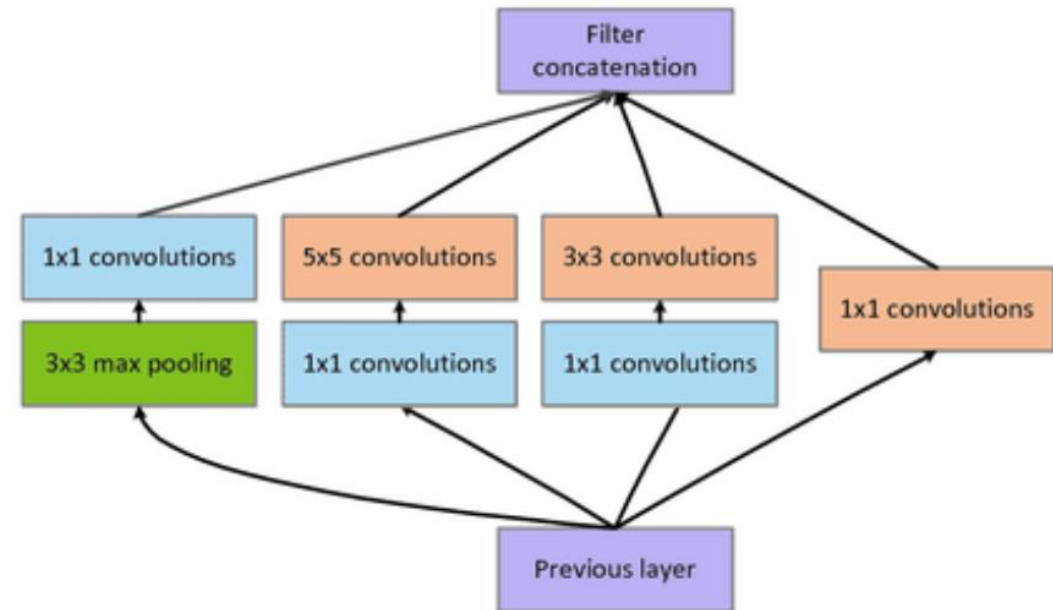 Filter
concatenation
1x1 convolutions
5x5 convolutions
3x3 convolutions
1x1 convolutions
3x3 max pooling
1x1 convolutions
1x1 convolutions
Previous layer